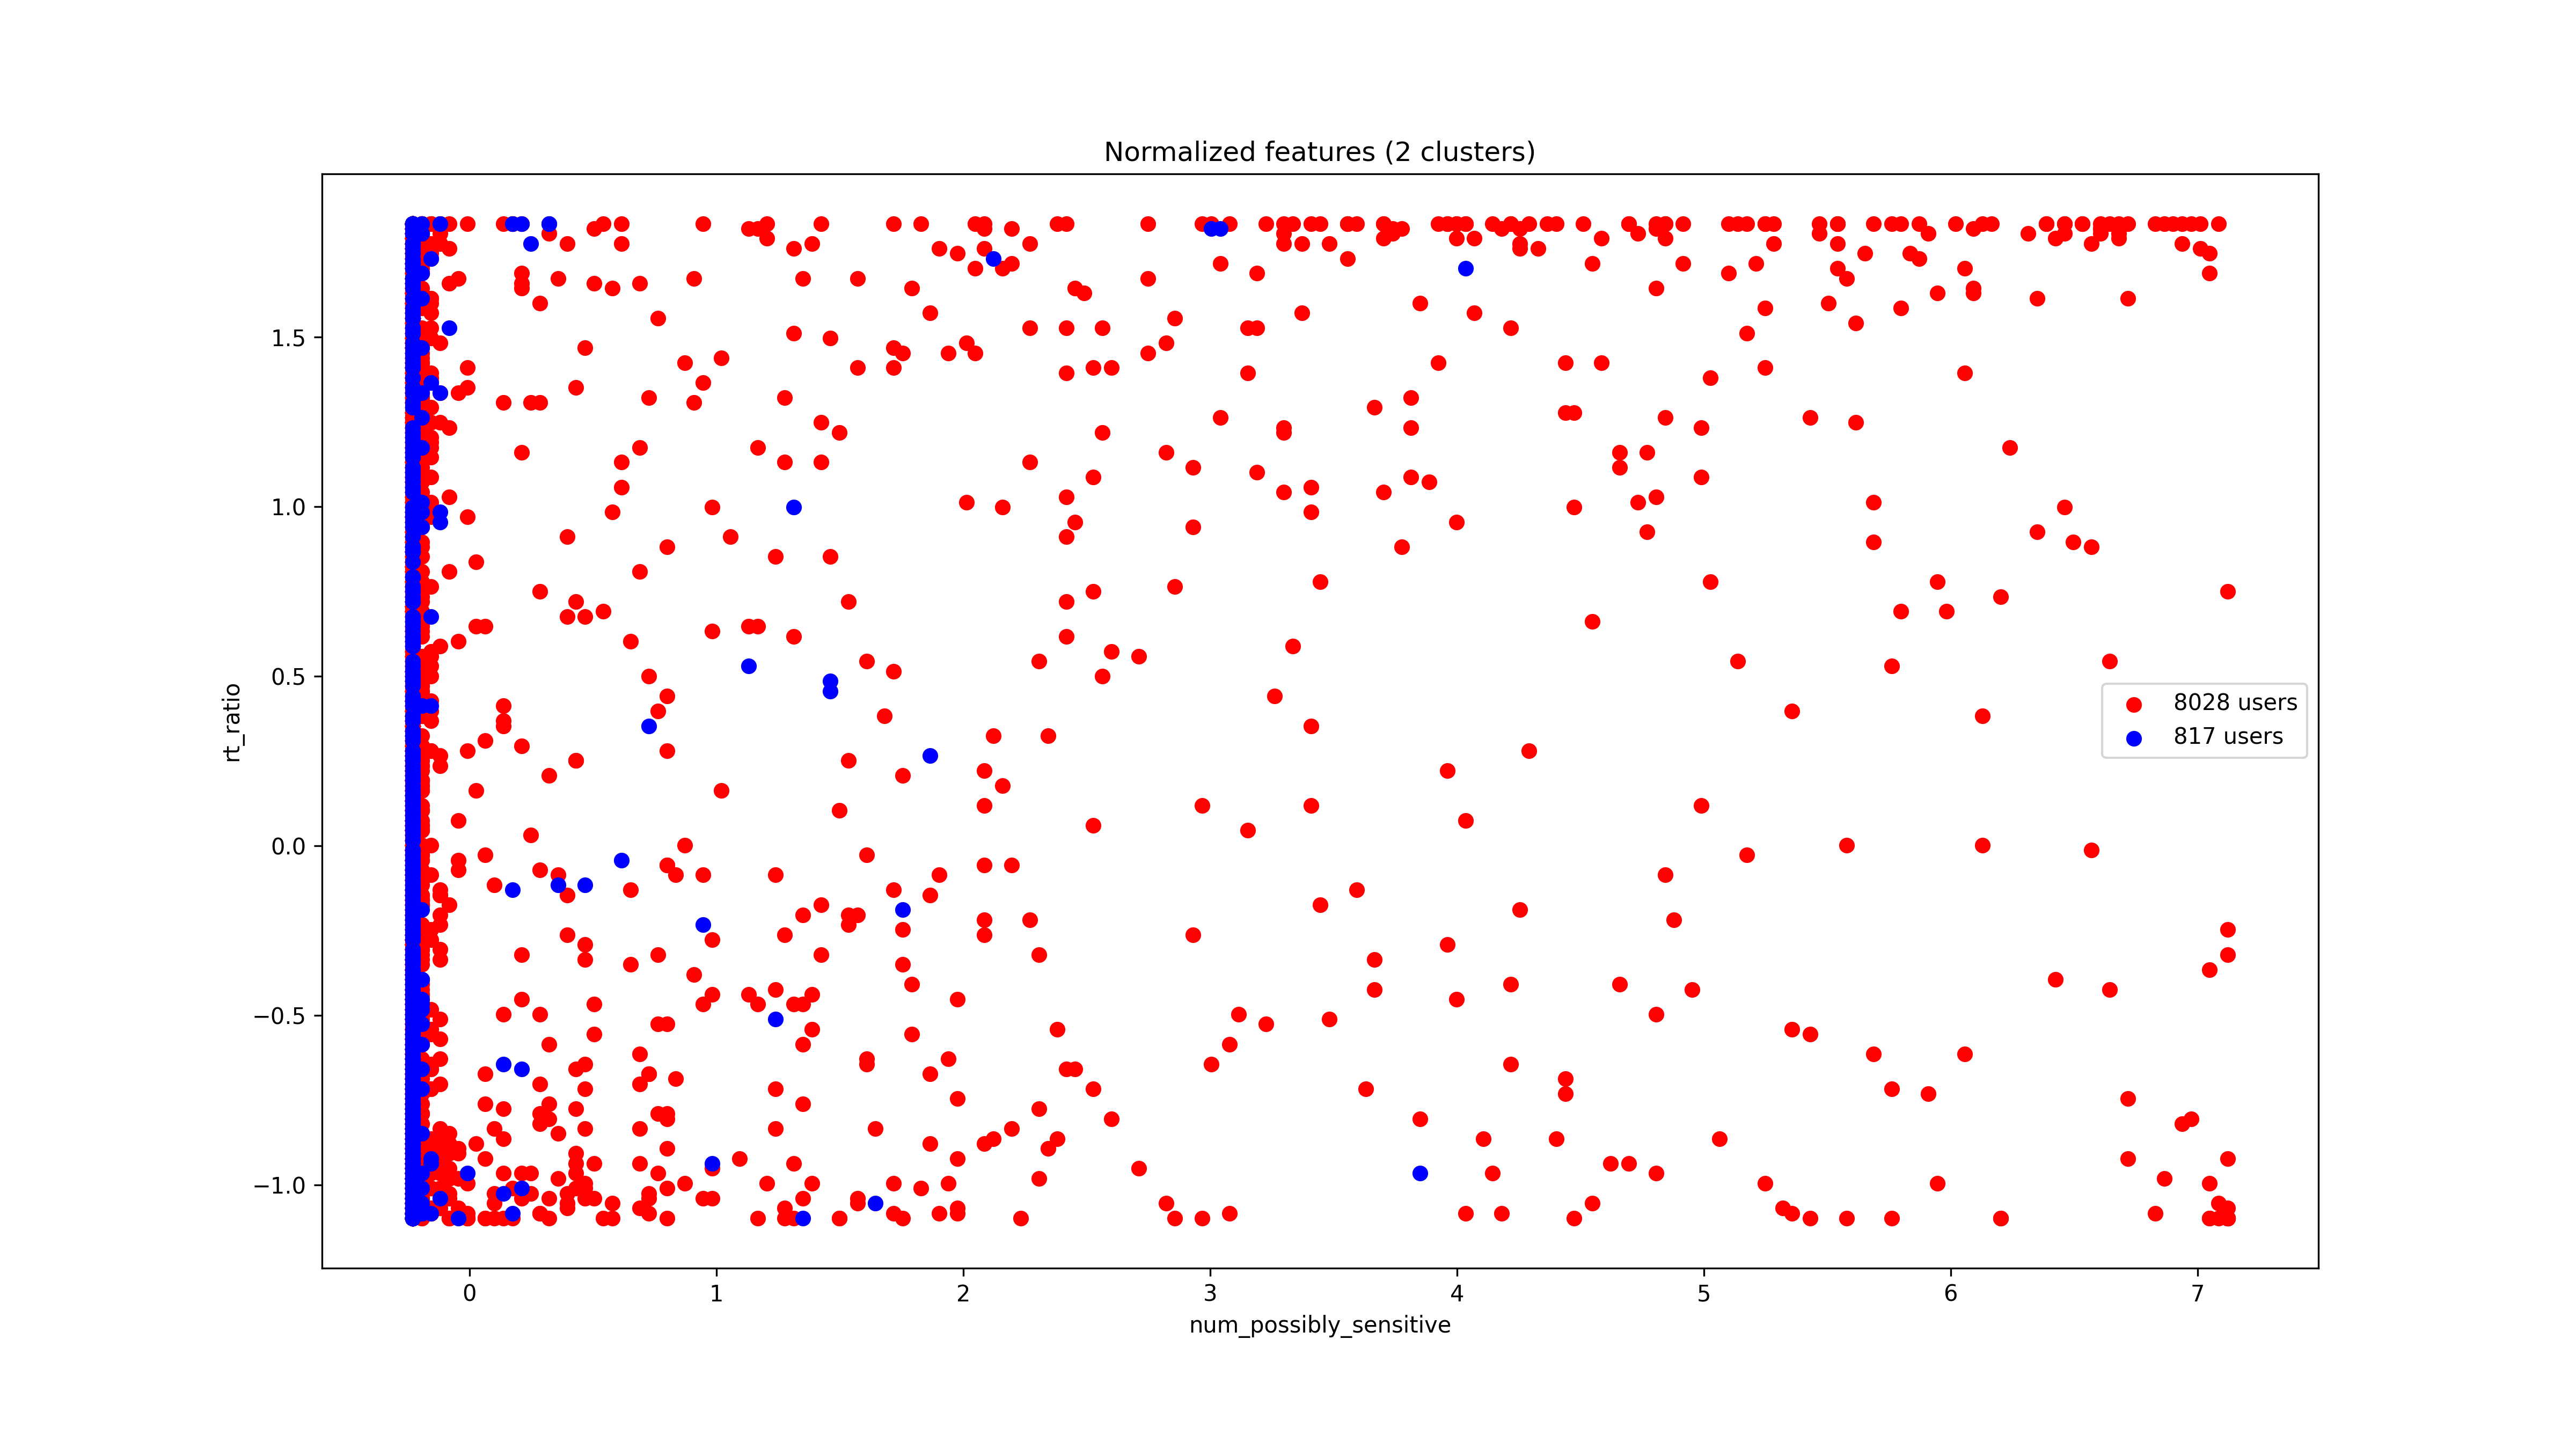 Normalized features (2 clusters)
rt_ratio
1.5
1.0
0.5
0.0
−0.5
−1.0
8028 users
817 users
0 1 2 3 4 5 6 7
num_possibly_sensitive